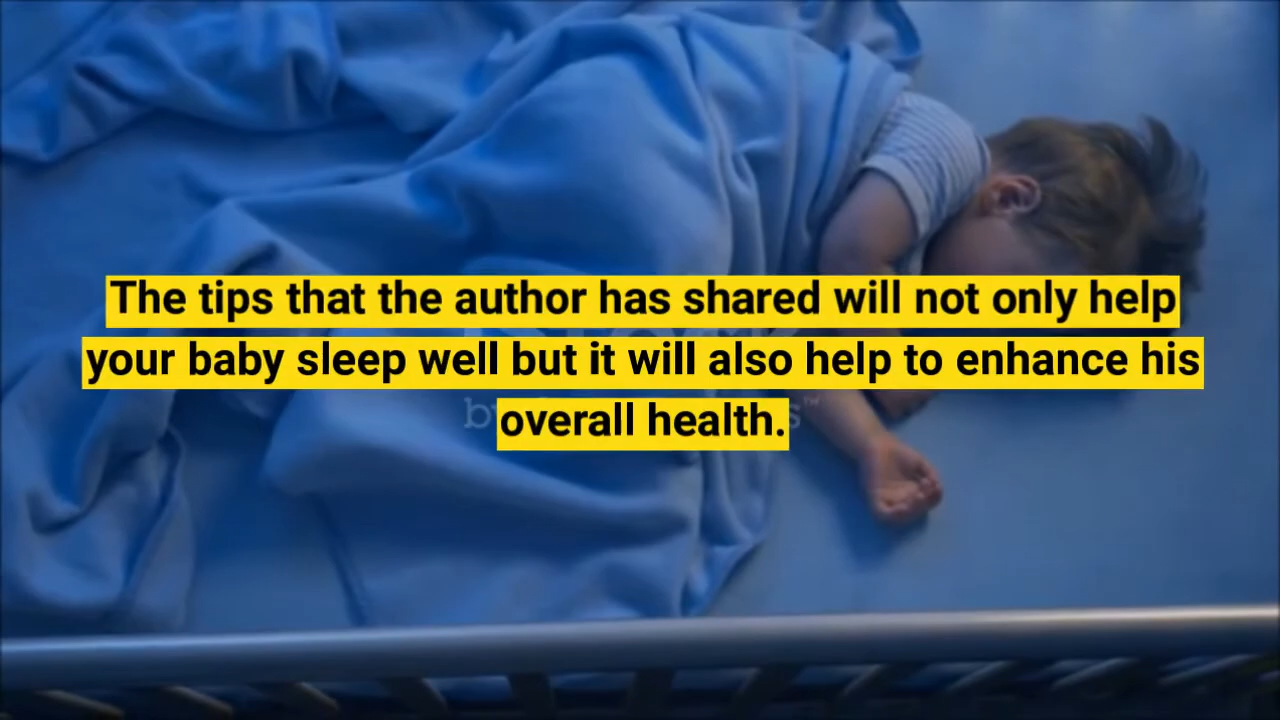 The tips that the author has shared will not only help
your baby sleep well but it will also help to enhance his
overall health.